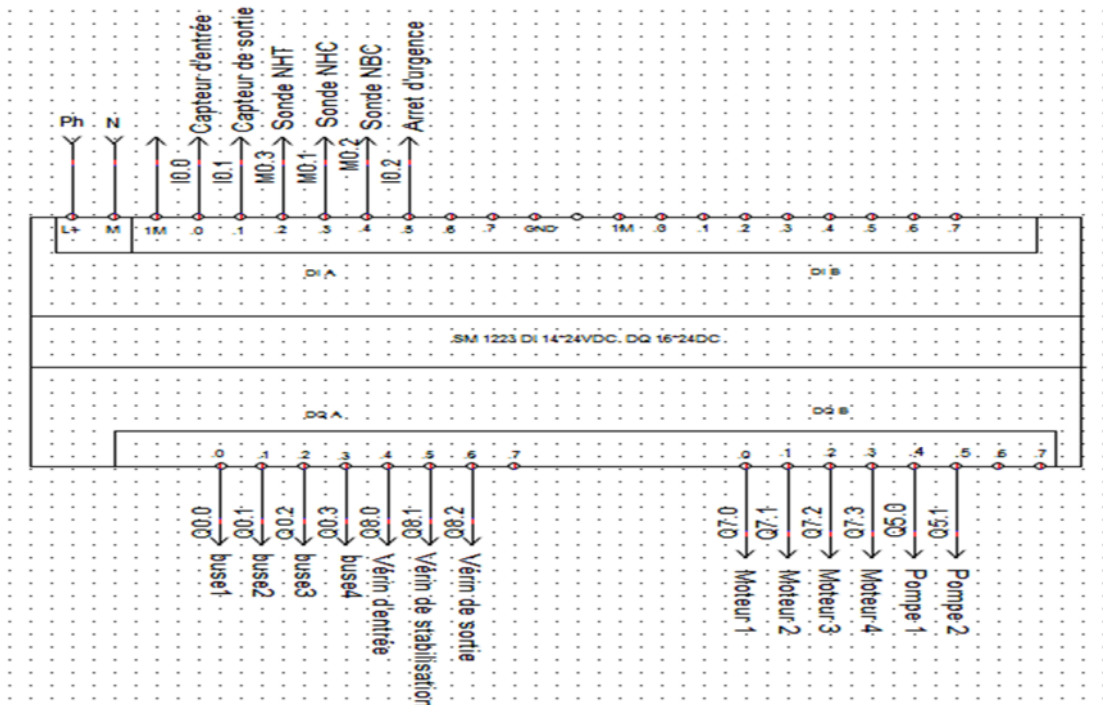 Capteur d'entrée
Capteur de sortie
Sonde NHT
Sonde NHC
Sonde NBC
Arret d'urgence
Ph N
I0.0 I0.1 M0.3 M0.1 M0.2 I0.2
L+ M 1M .0 .1 .2 .3 .4 .5 .6 .7 GND 1M .0 .1 .2 .3 .4 .5 .6 .7
DI A DI B
SM 1223 DI 14*24VDC. DQ 16*24DC
DQ A DQ B
.0 .1 .2 .3 .4 .5 .6 .7 .0 .1 .2 .3 .4 .5 .6 .7
Q0.0 Q0.1 Q0.2 Q0.3 Q8.0 Q8.1 Q8.2 Q7.0 Q7.1 Q7.2 Q7.3 Q5.0 Q5.1
buse1
buse2
buse3
buse4
Vérin d'entrée
Vérin de stabilisation
Vérin de sortie
Moteur 1
Moteur 2
Moteur 3
Moteur 4
Pompe 1
Pompe 2